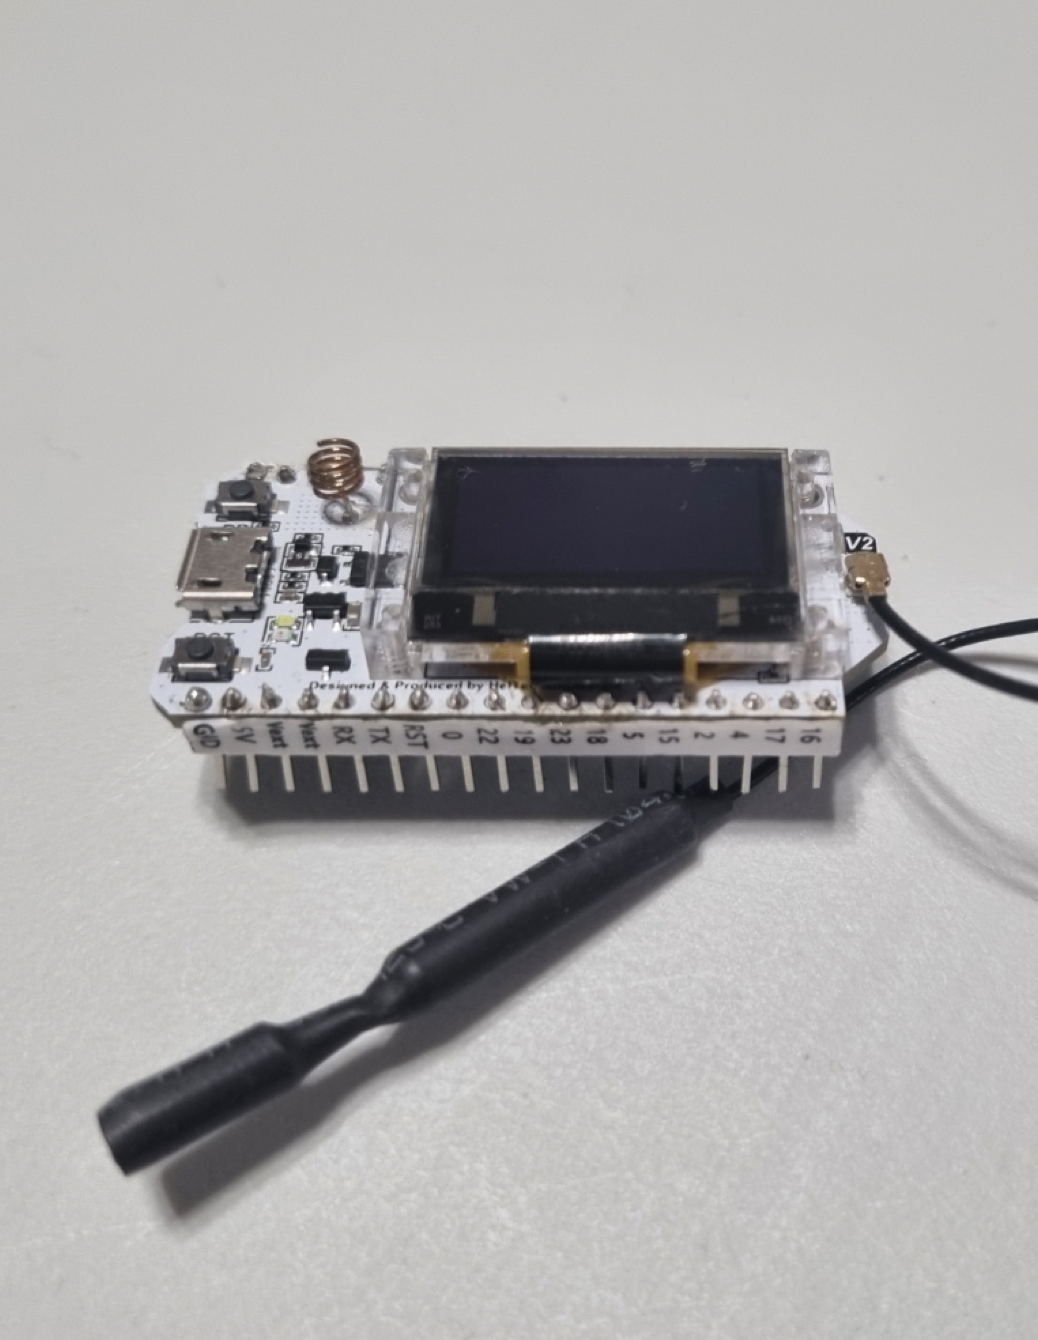 V2
RST
Designed & Produced by Helte
GND 5V Vext Vext RX TX RST 0 22 19 23 18 5 15 2 4 17 16